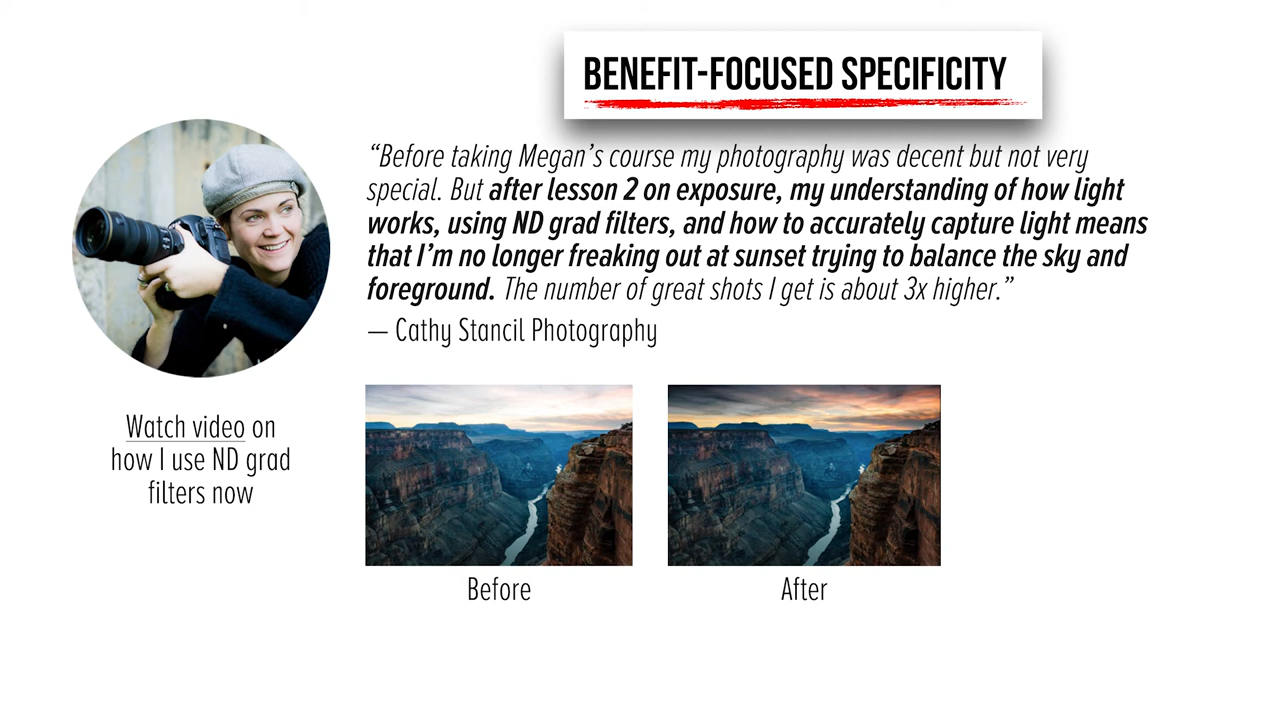 BENEFIT-FOCUSED SPECIFICITY
“Before taking Megan’s course my photography was decent but not very
special. But after lesson 2 on exposure, my understanding of how light
works, using ND grad filters, and how to accurately capture light means
that I’m no longer freaking out at sunset trying to balance the sky and
foreground. The number of great shots I get is about 3x higher.”
— Cathy Stancil Photography
Watch video on
how I use ND grad
filters now
Before
After